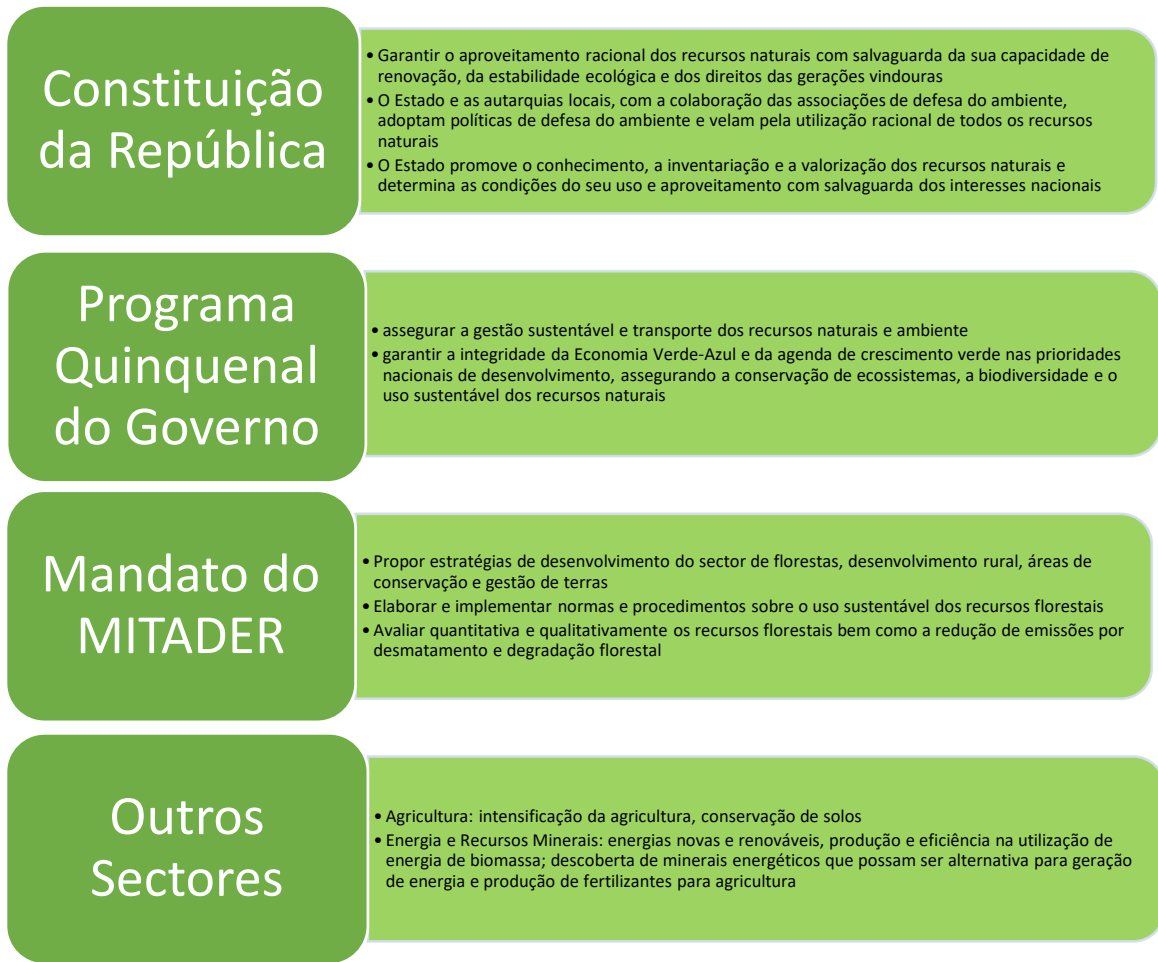 Constituição
da República
• Garantir o aproveitamento racional dos recursos naturais com salvaguarda da sua capacidade de
renovação, da estabilidade ecológica e dos direitos das gerações vindouras
• O Estado e as autarquias locais, com a colaboração das associações de defesa do ambiente,
adoptam políticas de defesa do ambiente e velam pela utilização racional de todos os recursos
naturais
• O Estado promove o conhecimento, a inventariação e a valorização dos recursos naturais e
determina as condições do seu uso e aproveitamento com salvaguarda dos interesses nacionais
Programa
Quinquenal
do Governo
• assegurar a gestão sustentável e transporte dos recursos naturais e ambiente
• garantir a integridade da Economia Verde-Azul e da agenda de crescimento verde nas prioridades
nacionais de desenvolvimento, assegurando a conservação de ecossistemas, a biodiversidade e o
uso sustentável dos recursos naturais
Mandato do
MITADER
• Propor estratégias de desenvolvimento do sector de florestas, desenvolvimento rural, áreas de
conservação e gestão de terras
• Elaborar e implementar normas e procedimentos sobre o uso sustentável dos recursos florestais
• Avaliar quantitativa e qualitativamente os recursos florestais bem como a redução de emissões por
desmatamento e degradação florestal
Outros
Sectores
• Agricultura: intensificação da agricultura, conservação de solos
• Energia e Recursos Minerais: energias novas e renováveis, produção e eficiência na utilização de
energia de biomassa; descoberta de minerais energéticos que possam ser alternativa para geração
de energia e produção de fertilizantes para agricultura